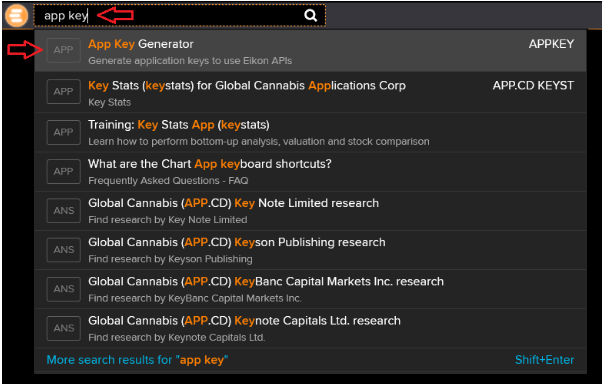 app key
APP
App Key Generator
APPKEY
Generate application keys to use Eikon APIs
APP
Key Stats (keystats) for Global Cannabis Applications Corp
APP.CD KEYST
Key Stats
APP
Training: Key Stats App (keystats)
Learn how to perform bottom-up analysis, valuation and stock comparison
APP
What are the Chart App keyboard shortcuts?
Frequently Asked Questions - FAQ
ANS
Global Cannabis (APP.CD) Key Note Limited research
Find research by Key Note Limited
ANS
Global Cannabis (APP.CD) Keyson Publishing research
Find research by Keyson Publishing
ANS
Global Cannabis (APP.CD) KeyBanc Capital Markets Inc. research
Find research by KeyBanc Capital Markets Inc.
ANS
Global Cannabis (APP.CD) Keynote Capitals Ltd. research
Find research by Keynote Capitals Ltd.
More search results for "app key"
Shift+Enter